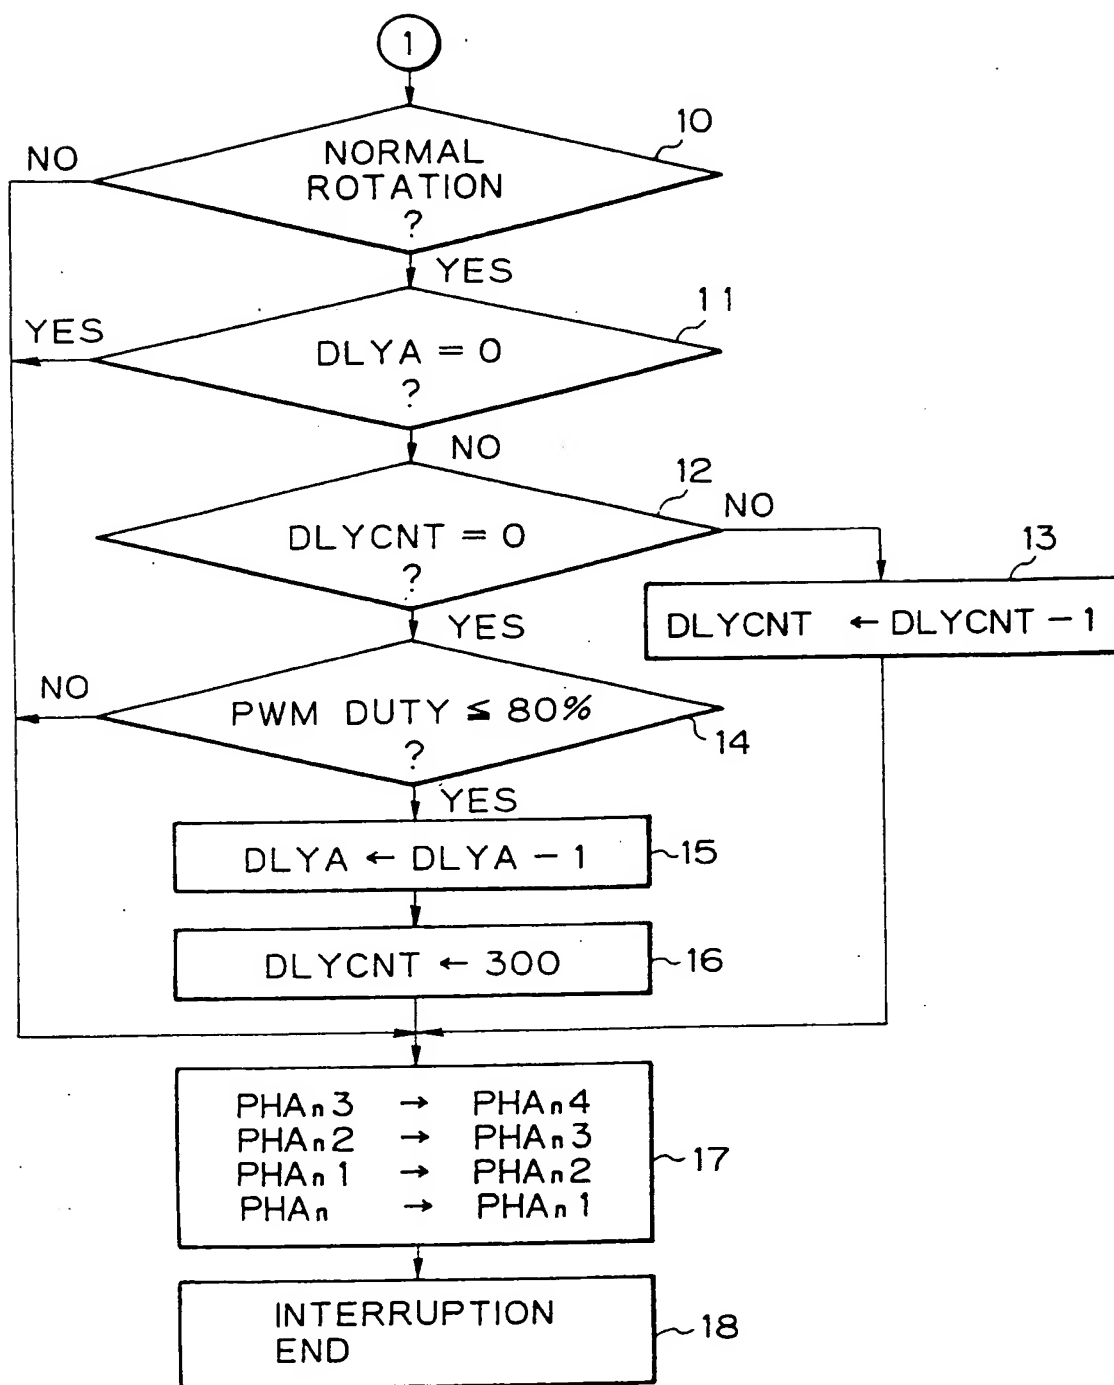 1
10
NO
NORMAL
ROTATION
?
YES
11
YES
DLYA = 0
?
NO
12
NO
DLYCNT = 0
?
13
YES
DLYCNT ← DLYCNT - 1
NO
PWM DUTY ≦ 80%
?
14
YES
DLYA ← DLYA - 1
15
DLYCNT ← 300
16
PHAn3 → PHAn4
PHAn2 → PHAn3
PHAn1 → PHAn2
PHAn → PHAn1
17
INTERRUPTION
END
18